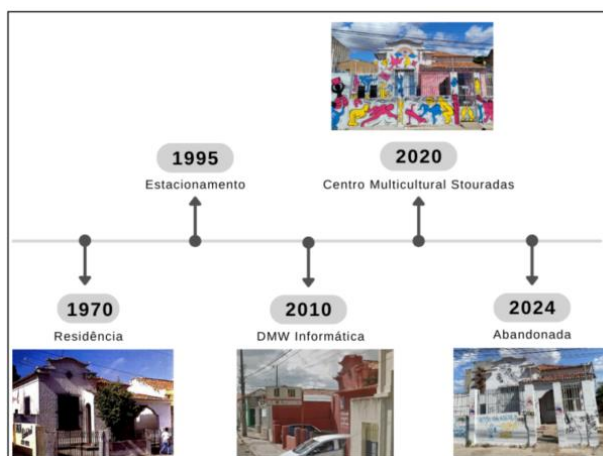 1995
Estacionamento
2020
Centro Multicultural Stouradas
1970
Residência
2010
DMW Informática
2024
Abandonada